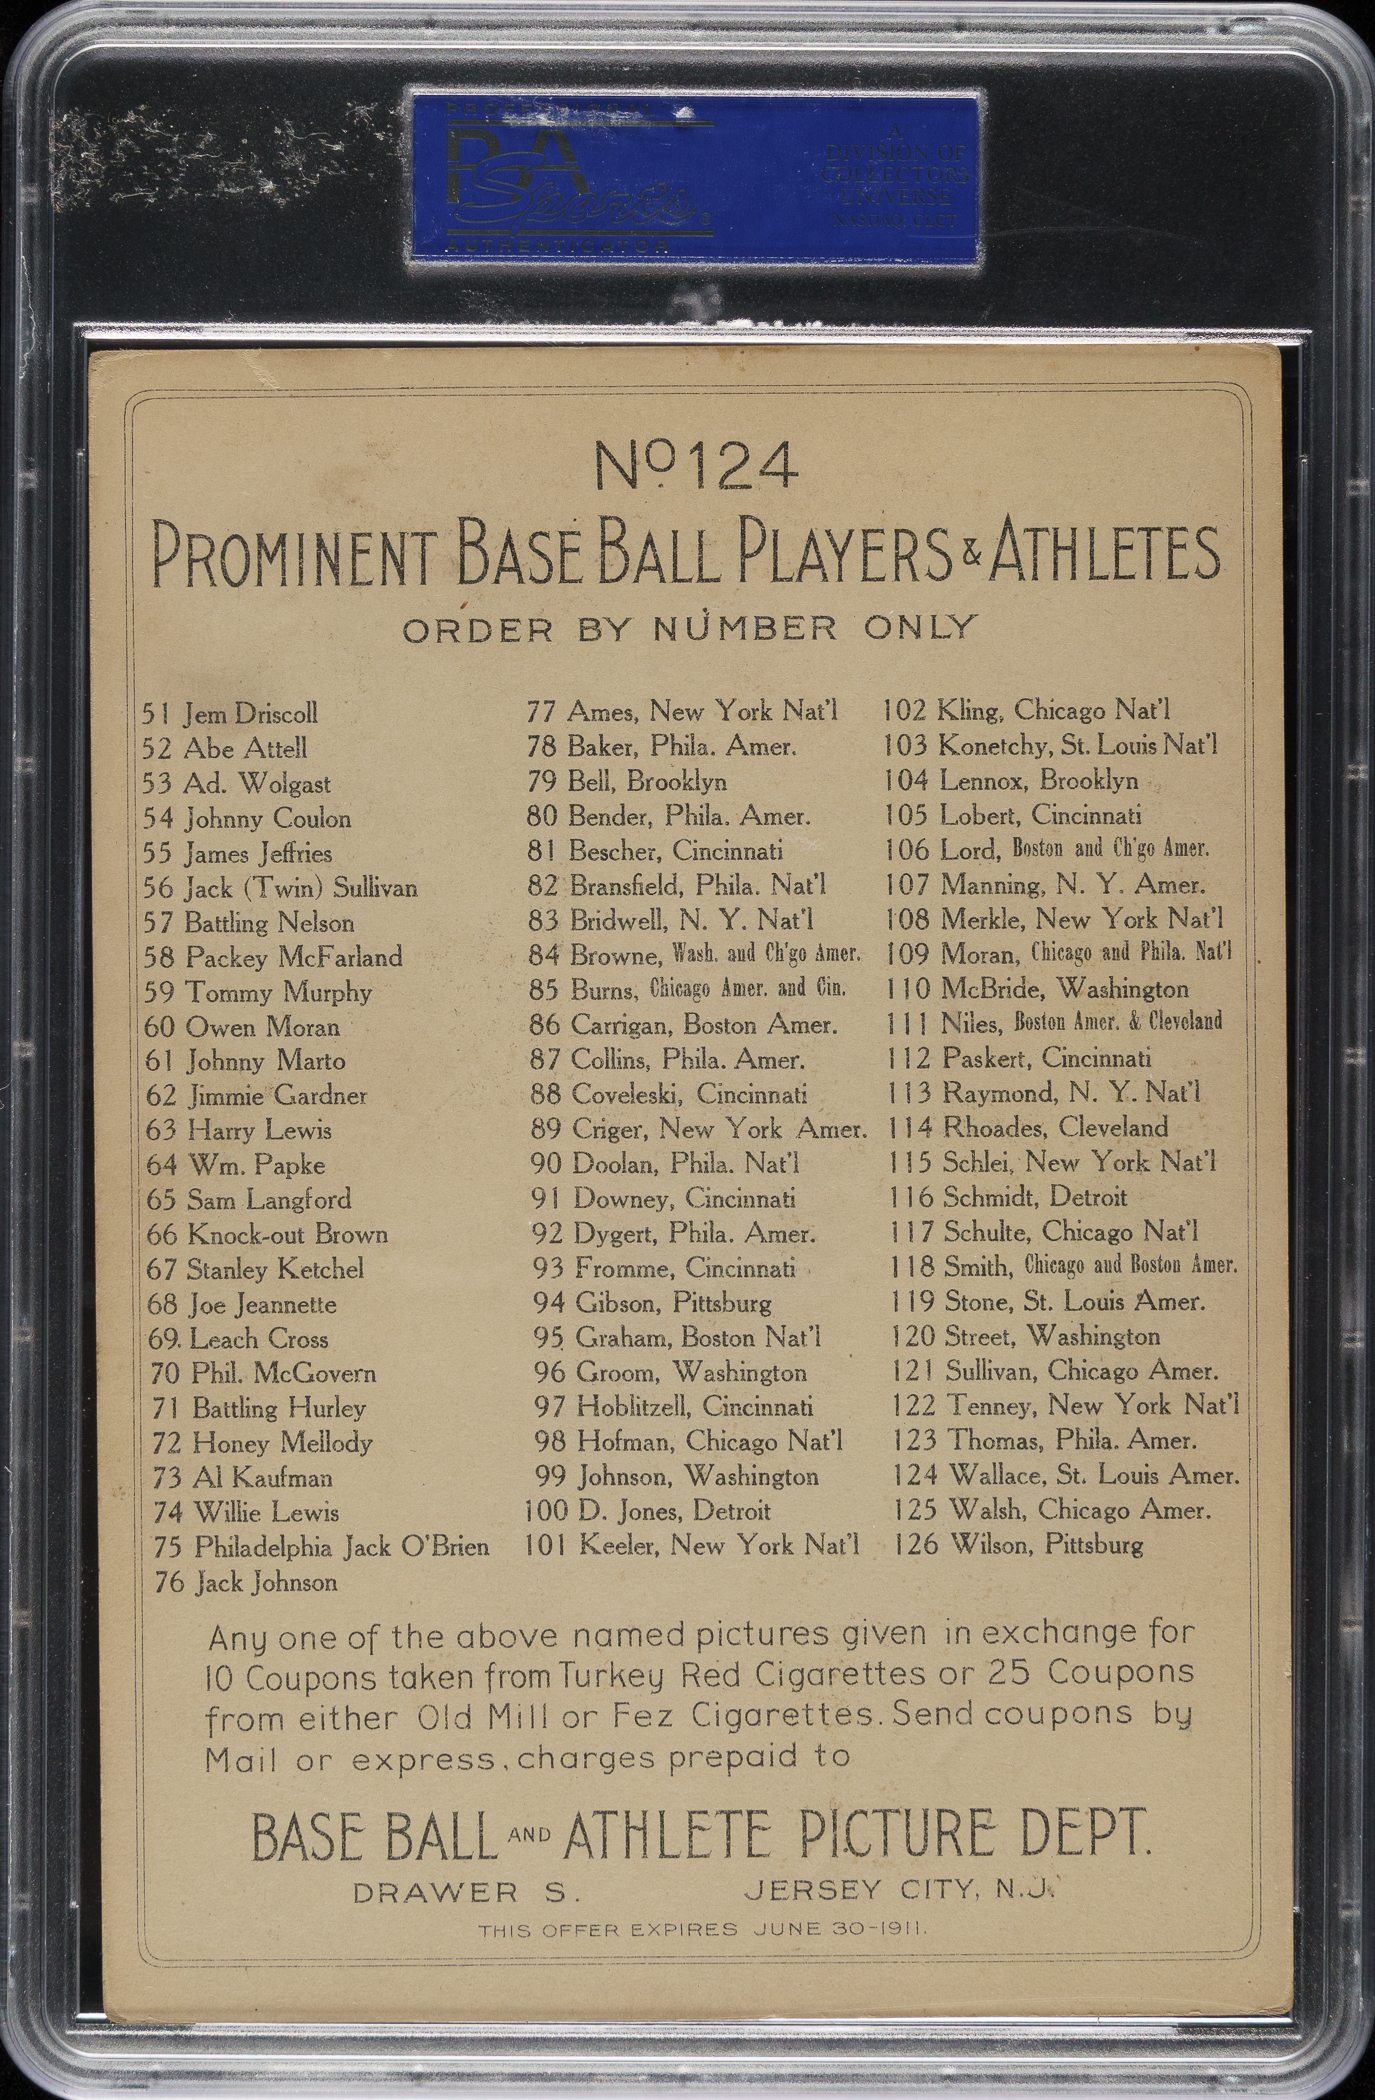 PROFESSIONAL
PSA
Sports®
AUTHENTICATOR
A
DIVISION OF
COLLECTORS
UNIVERSE
NASDAQ: CLCT
No. 124
PROMINENT BASE BALL PLAYERS & ATHLETES
ORDER BY NUMBER ONLY
51 Jem Driscoll
52 Abe Attell
53 Ad. Wolgast
54 Johnny Coulon
55 James Jeffries
56 Jack (Twin) Sullivan
57 Battling Nelson
58 Packey McFarland
59 Tommy Murphy
60 Owen Moran
61 Johnny Marto
62 Jimmie Gardner
63 Harry Lewis
64 Wm. Papke
65 Sam Langford
66 Knock-out Brown
67 Stanley Ketchel
68 Joe Jeannette
69. Leach Cross
70 Phil. McGovern
71 Battling Hurley
72 Honey Mellody
73 Al Kaufman
74 Willie Lewis
75 Philadelphia Jack O'Brien
76 Jack Johnson
77 Ames, New York Nat'l
78 Baker, Phila. Amer.
79 Bell, Brooklyn
80 Bender, Phila. Amer.
81 Bescher, Cincinnati
82 Bransfield, Phila. Nat'l
83 Bridwell, N. Y. Nat'l
84 Browne, Wash. and Ch'go Amer.
85 Burns, Chicago Amer. and Cin.
86 Carrigan, Boston Amer.
87 Collins, Phila. Amer.
88 Coveleski, Cincinnati
89 Criger, New York Amer.
90 Doolan, Phila. Nat'l
91 Downey, Cincinnati
92 Dygert, Phila. Amer.
93 Fromme, Cincinnati
94 Gibson, Pittsburg
95 Graham, Boston Nat'l
96 Groom, Washington
97 Hoblitzell, Cincinnati
98 Hofman, Chicago Nat'l
99 Johnson, Washington
100 D. Jones, Detroit
101 Keeler, New York Nat'l
102 Kling, Chicago Nat'l
103 Konetchy, St. Louis Nat'l
104 Lennox, Brooklyn
105 Lobert, Cincinnati
106 Lord, Boston and Ch'go Amer.
107 Manning, N. Y. Amer.
108 Merkle, New York Nat'l
109 Moran, Chicago and Phila. Nat'l
110 McBride, Washington
111 Niles, Boston Amer. & Cleveland
112 Paskert, Cincinnati
113 Raymond, N. Y. Nat'l
114 Rhoades, Cleveland
115 Schlei, New York Nat'l
116 Schmidt, Detroit
117 Schulte, Chicago Nat'l
118 Smith, Chicago and Boston Amer.
119 Stone, St. Louis Amer.
120 Street, Washington
121 Sullivan, Chicago Amer.
122 Tenney, New York Nat'l
123 Thomas, Phila. Amer.
124 Wallace, St. Louis Amer.
125 Walsh, Chicago Amer.
126 Wilson, Pittsburg
Any one of the above named pictures given in exchange for
10 Coupons taken from Turkey Red Cigarettes or 25 Coupons
from either Old Mill or Fez Cigarettes. Send coupons by
Mail or express, charges prepaid to
BASE BALL AND ATHLETE PICTURE DEPT.
DRAWER S. JERSEY CITY, N.J.
THIS OFFER EXPIRES JUNE 30-1911.